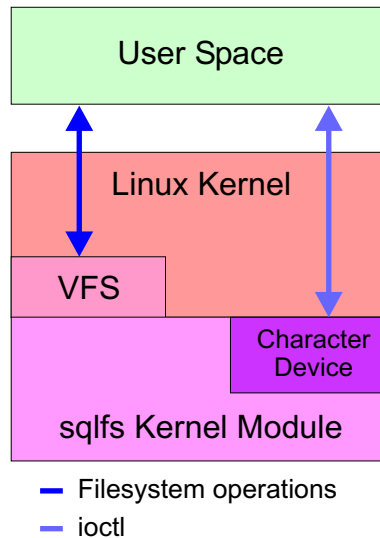 User Space
Linux Kernel
VFS
Character
Device
sqlfs Kernel Module
Filesystem operations
ioctl